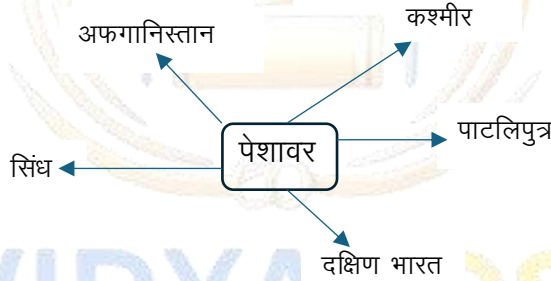 कश्मीर
अफगानिस्तान
पाटलिपुत्र
पेशावर
सिंध
दक्षिण भारत